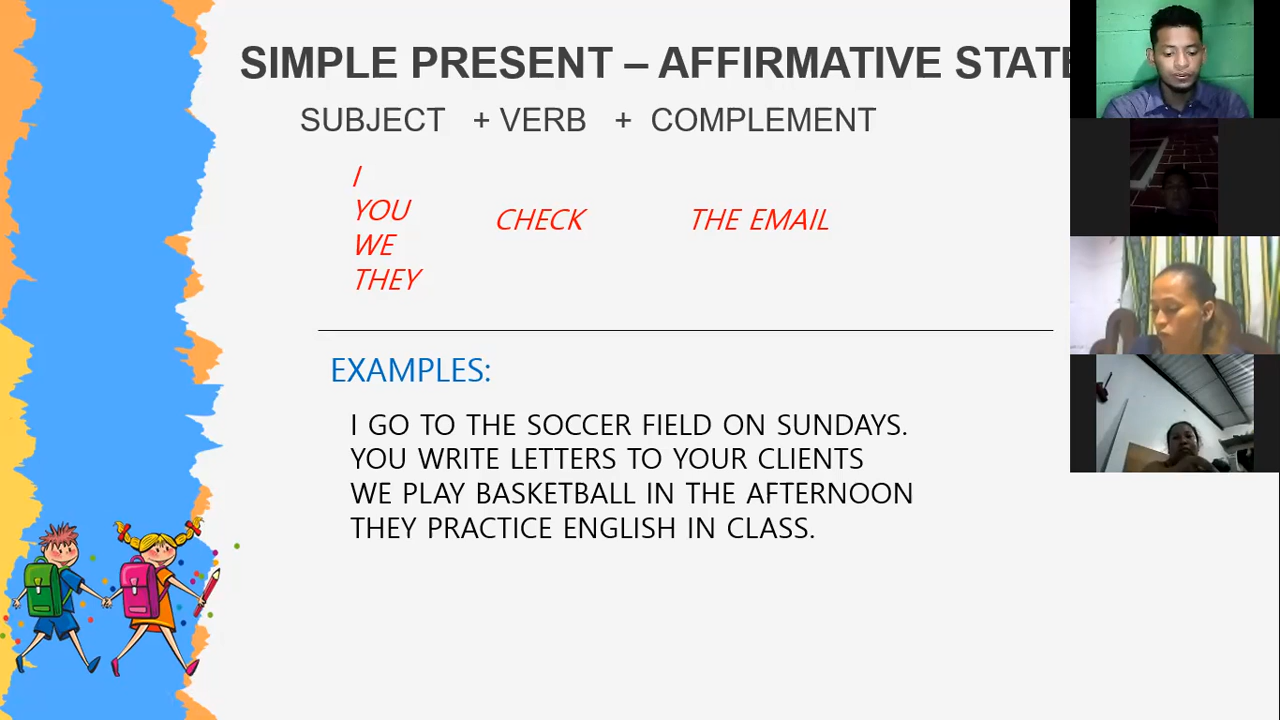 SIMPLE PRESENT – AFFIRMATIVE STATE
SUBJECT + VERB + COMPLEMENT
I
YOU
WE
THEY
CHECK
THE EMAIL
EXAMPLES:
I GO TO THE SOCCER FIELD ON SUNDAYS.
YOU WRITE LETTERS TO YOUR CLIENTS
WE PLAY BASKETBALL IN THE AFTERNOON
THEY PRACTICE ENGLISH IN CLASS.